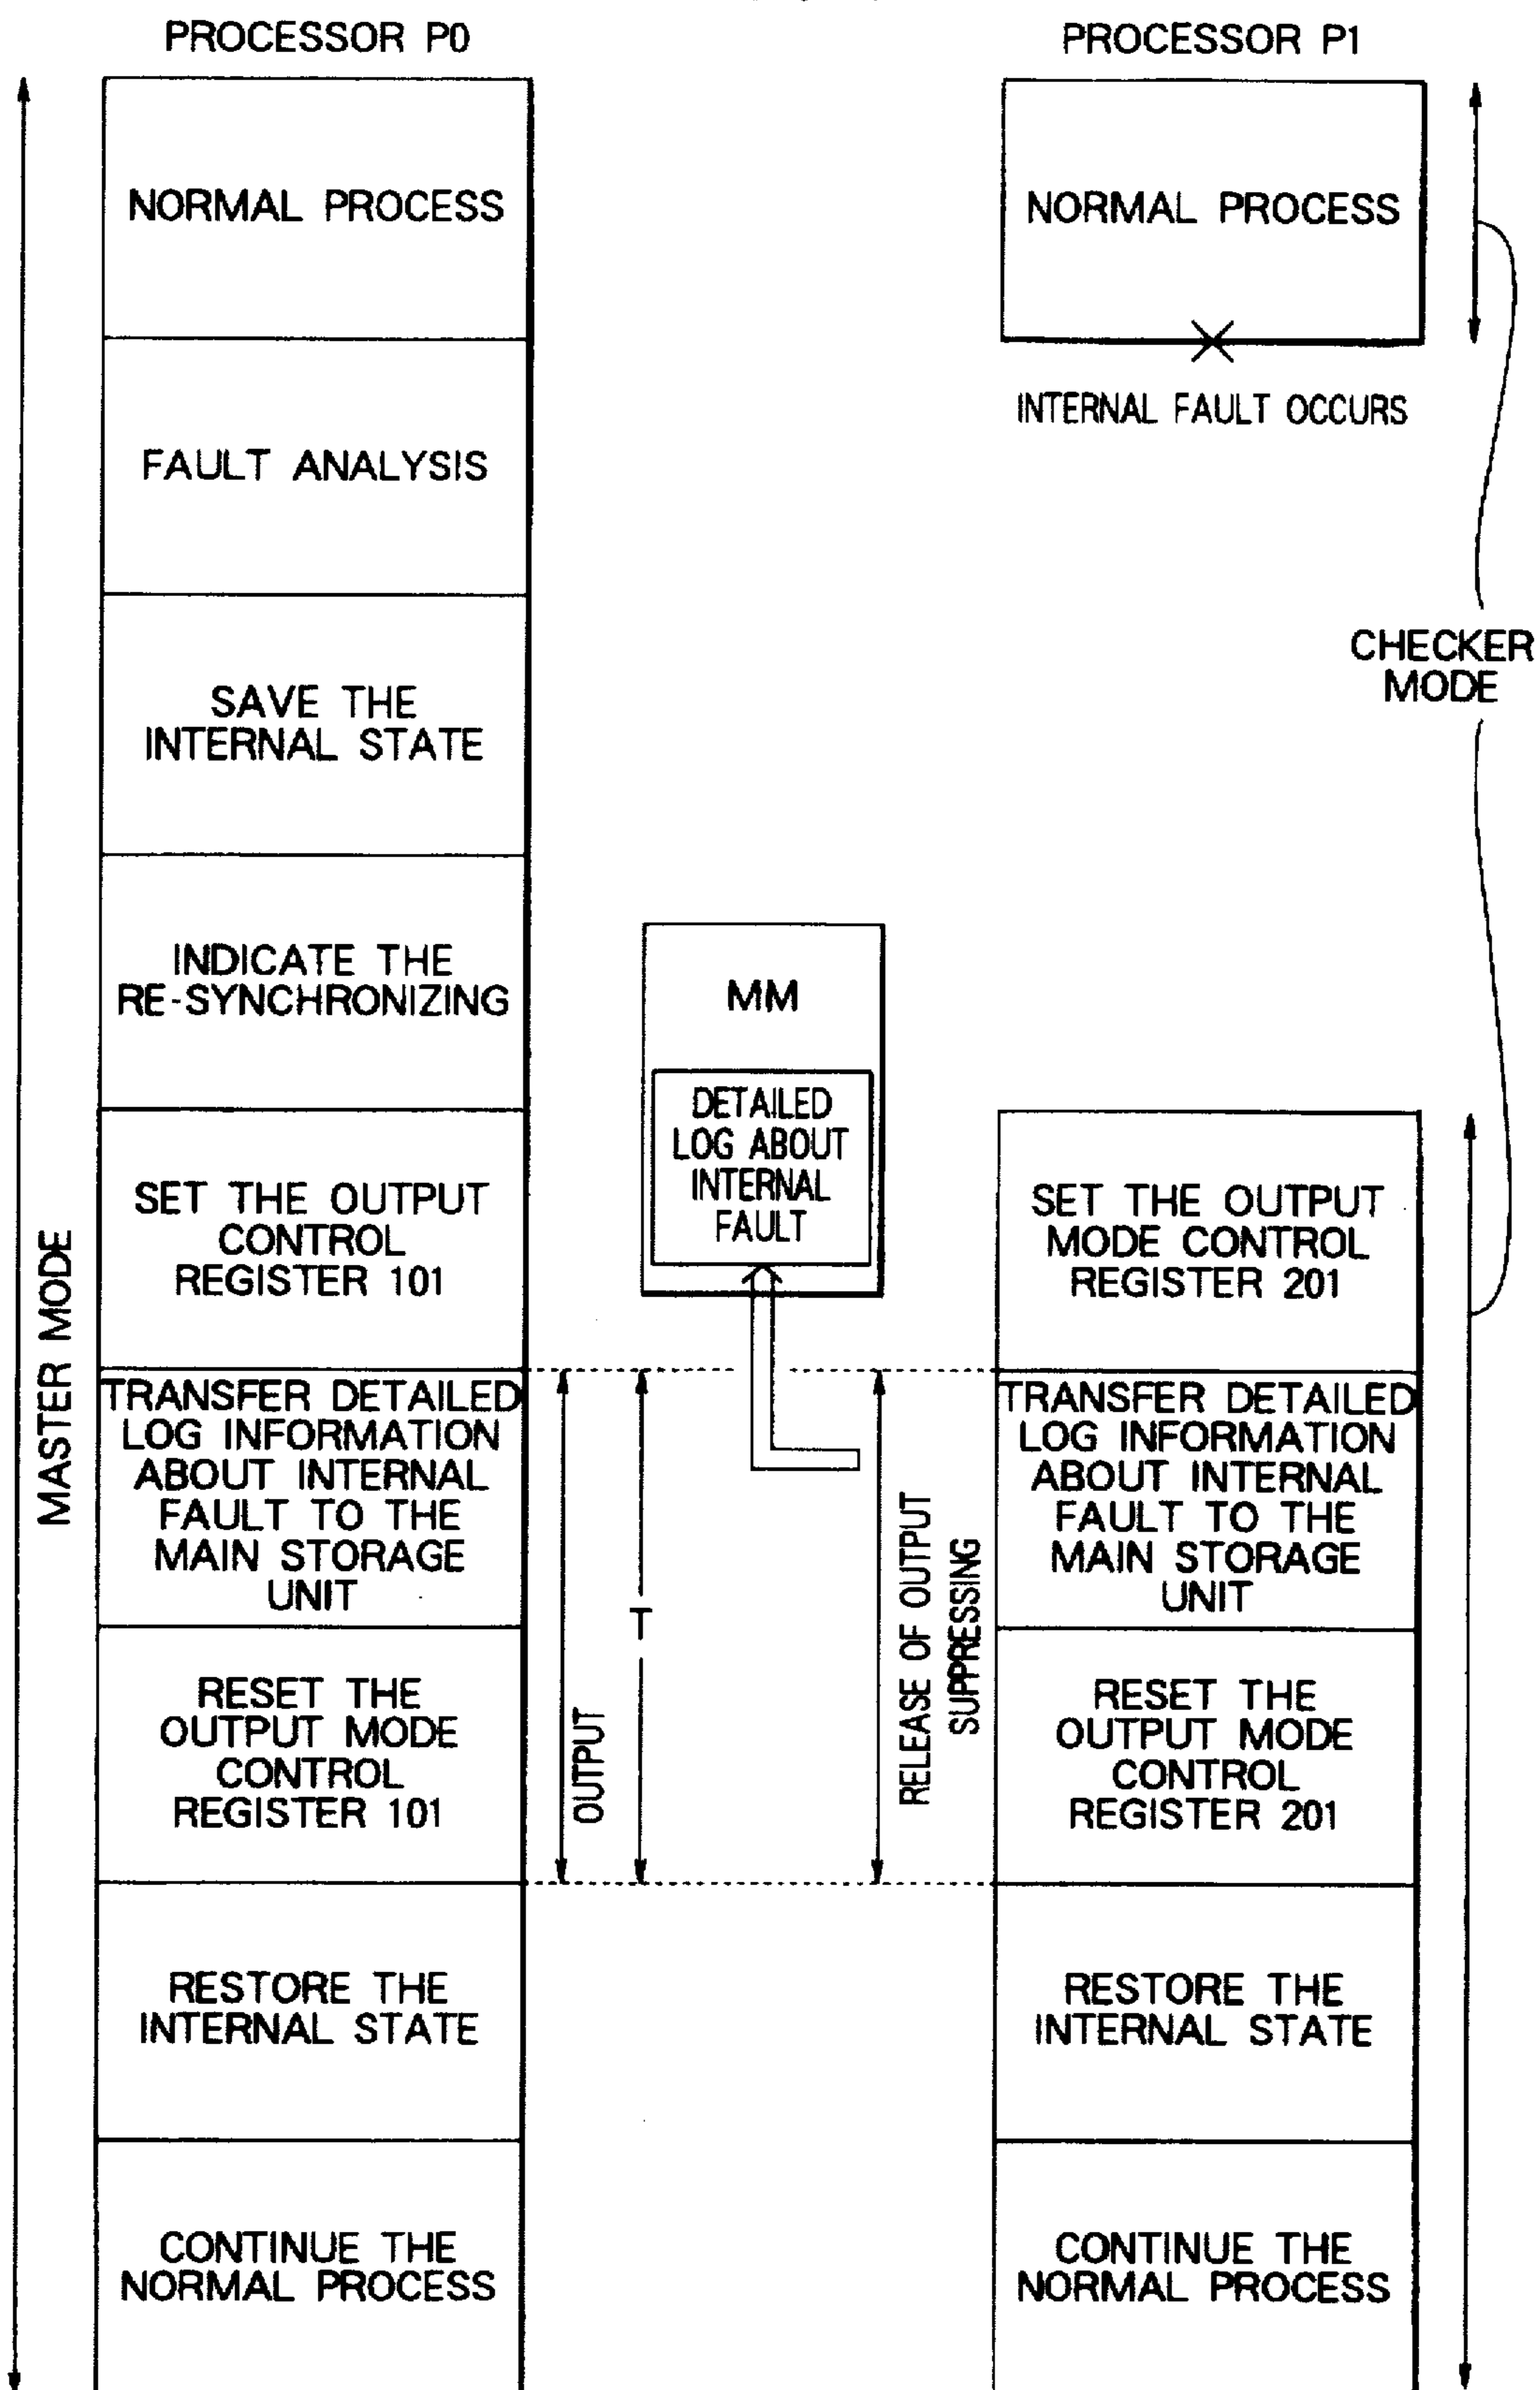 PROCESSOR P0
NORMAL PROCESS
FAULT ANALYSIS
SAVE THE
INTERNAL STATE
INDICATE THE
RE-SYNCHRONIZING
SET THE OUTPUT
CONTROL
REGISTER 101
TRANSFER DETAILED
LOG INFORMATION
ABOUT INTERNAL
FAULT TO THE
MAIN STORAGE
UNIT
RESET THE
OUTPUT MODE
CONTROL
REGISTER 101
RESTORE THE
INTERNAL STATE
CONTINUE THE
NORMAL PROCESS
MASTER MODE
MM
DETAILED
LOG ABOUT
INTERNAL
FAULT
OUTPUT
T
RELEASE OF OUTPUT
SUPPRESSING
PROCESSOR P1
NORMAL PROCESS
INTERNAL FAULT OCCURS
CHECKER
MODE
SET THE OUTPUT
MODE CONTROL
REGISTER 201
TRANSFER DETAILED
LOG INFORMATION
ABOUT INTERNAL
FAULT TO THE
MAIN STORAGE
UNIT
RESET THE
OUTPUT MODE
CONTROL
REGISTER 201
RESTORE THE
INTERNAL STATE
CONTINUE THE
NORMAL PROCESS